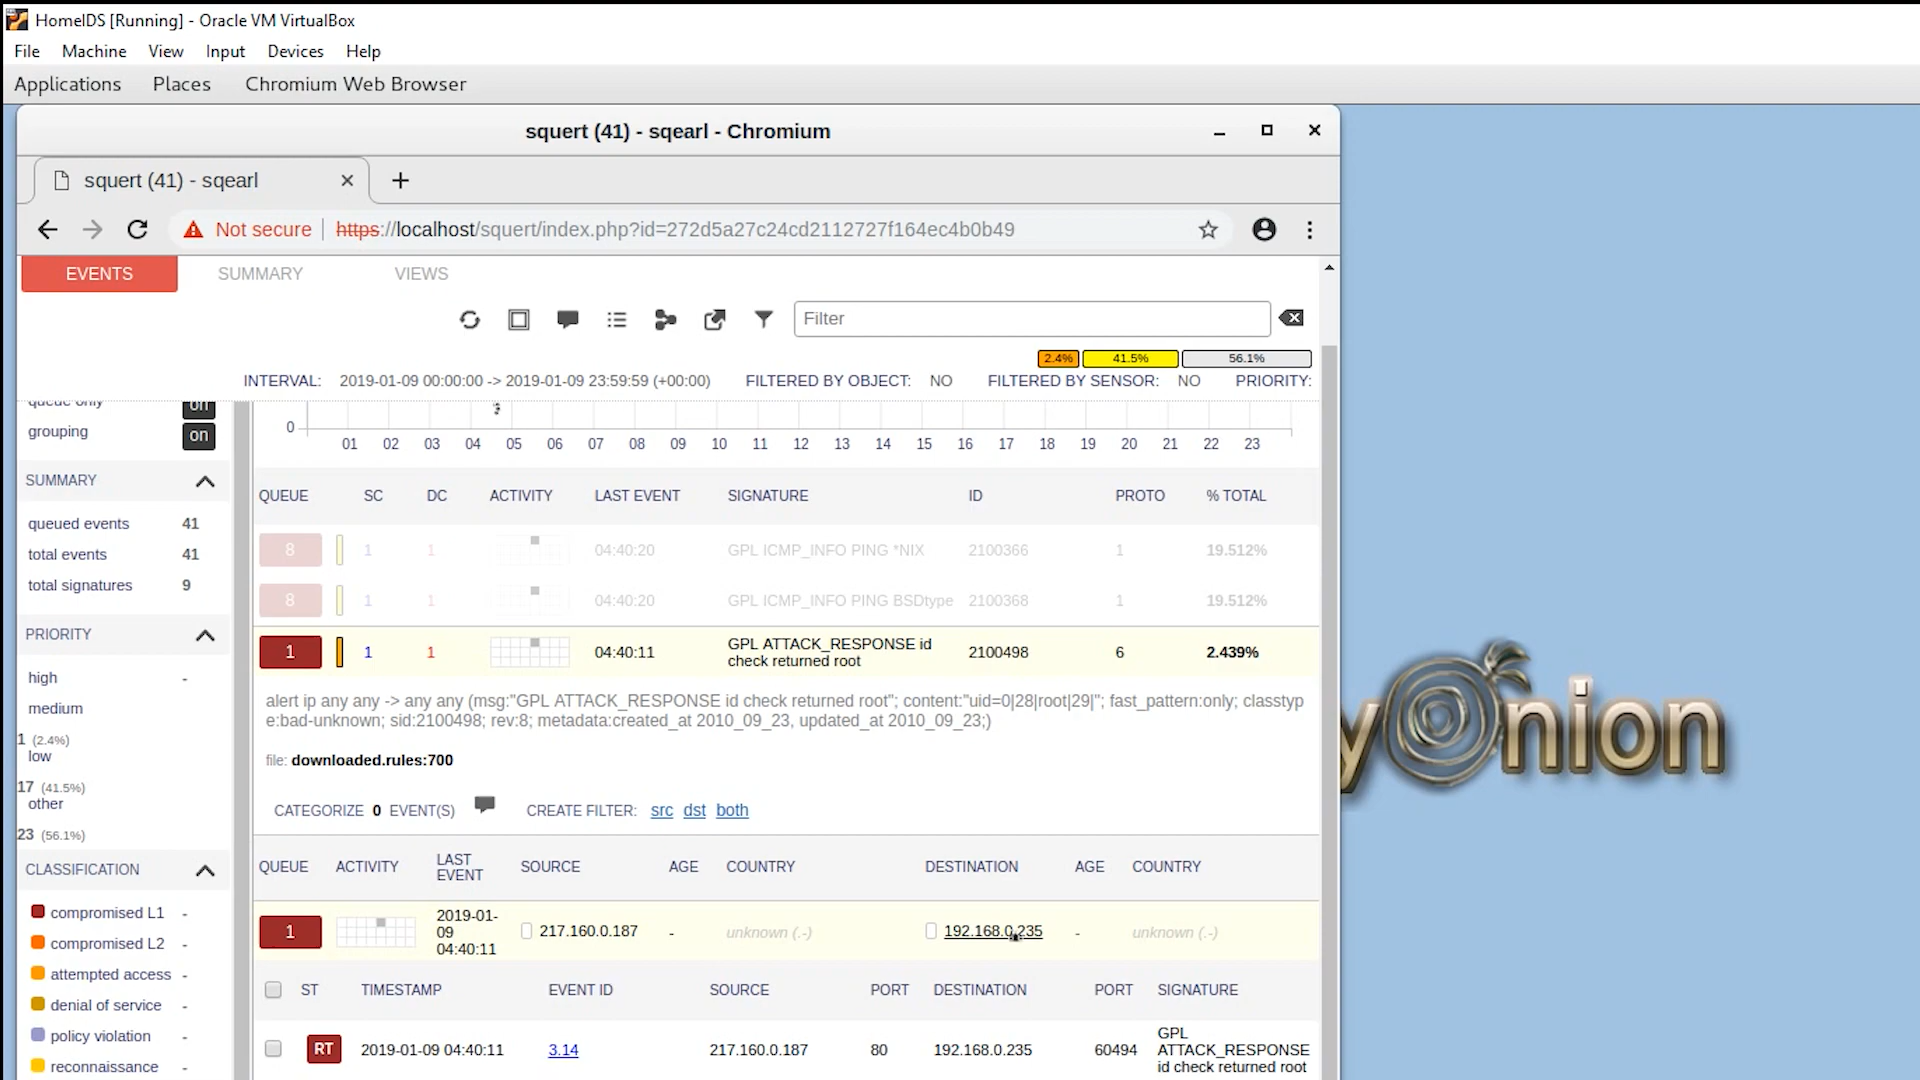 HomeIDS [Running] - Oracle VM VirtualBox
File Machine View Input Devices Help
Applications Places Chromium Web Browser
squert (41) - sqearl - Chromium
squert (41) - sqearl
Not secure https://localhost/squert/index.php?id=272d5a27c24cd2112727f164ec4b0b49
EVENTS SUMMARY VIEWS
Filter
2.4% 41.5% 56.1%
INTERVAL: 2019-01-09 00:00:00 -> 2019-01-09 23:59:59 (+00:00) FILTERED BY OBJECT: NO FILTERED BY SENSOR: NO PRIORITY:
queue only on
grouping on
0
01 02 03 04 05 06 07 08 09 10 11 12 13 14 15 16 17 18 19 20 21 22 23
SUMMARY
queued events 41
total events 41
total signatures 9
PRIORITY
high -
medium
1 (2.4%)
low
17 (41.5%)
other
23 (56.1%)
CLASSIFICATION
compromised L1 -
compromised L2 -
attempted access -
denial of service -
policy violation -
reconnaissance -
QUEUE SC DC ACTIVITY LAST EVENT SIGNATURE ID PROTO % TOTAL
8 1 1 04:40:20 GPL ICMP_INFO PING *NIX 2100366 1 19.512%
8 1 1 04:40:20 GPL ICMP_INFO PING BSDtype 2100368 1 19.512%
1 1 1 04:40:11 GPL ATTACK_RESPONSE id
check returned root 2100498 6 2.439%
alert ip any any -> any any (msg:"GPL ATTACK_RESPONSE id check returned root"; content:"uid=0|28|root|29|"; fast_pattern:only; classtyp
e:bad-unknown; sid:2100498; rev:8; metadata:created_at 2010_09_23, updated_at 2010_09_23;)
file: downloaded.rules:700
CATEGORIZE 0 EVENT(S) CREATE FILTER: src dst both
QUEUE ACTIVITY LAST
EVENT SOURCE AGE COUNTRY DESTINATION AGE COUNTRY
1 2019-01-
09
04:40:11 217.160.0.187 - unknown (.-) 192.168.0.235 - unknown (.-)
ST TIMESTAMP EVENT ID SOURCE PORT DESTINATION PORT SIGNATURE
RT 2019-01-09 04:40:11 3.14 217.160.0.187 80 192.168.0.235 60494 GPL
ATTACK_RESPONSE
id check returned root
yOnion